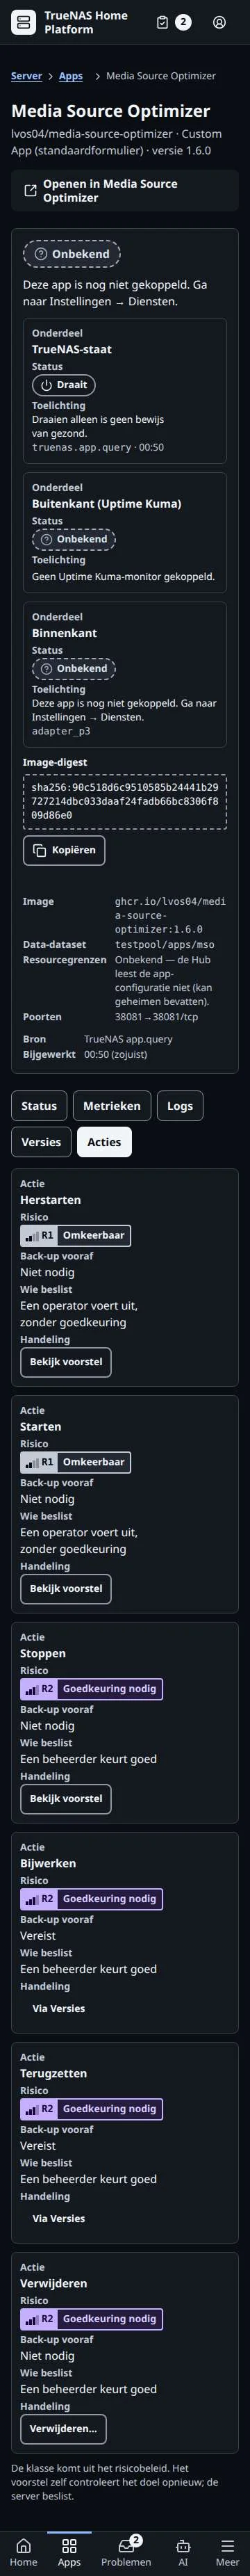 TrueNAS Home
Platform
2
Server > Apps > Media Source Optimizer
Media Source Optimizer
lvos04/media-source-optimizer · Custom
App (standaardformulier) · versie 1.6.0
Openen in Media Source
Optimizer
Onbekend
Deze app is nog niet gekoppeld. Ga
naar Instellingen → Diensten.
Onderdeel
TrueNAS-staat
Status
Draait
Toelichting
Draaien alleen is geen bewijs
van gezond.
truenas.app.query · 00:50
Onderdeel
Buitenkant (Uptime Kuma)
Status
Onbekend
Toelichting
Geen Uptime Kuma-monitor gekoppeld.
Onderdeel
Binnenkant
Status
Onbekend
Toelichting
Deze app is nog niet gekoppeld. Ga naar
Instellingen → Diensten.
adapter_p3
Image-digest
sha256:90c518d6c9510585b24441b29
727214dbc033daaf24fadb66bc8306f8
09d86e0
Kopiëren
Image ghcr.io/lvos04/medi
a-source-
optimizer:1.6.0
Data-dataset testpool/apps/mso
Resourcegrenzen Onbekend — de Hub
leest de app-
configuratie niet (kan
geheimen bevatten).
Poorten 38081→38081/tcp
Bron TrueNAS app.query
Bijgewerkt 00:50 (zojuist)
Status Metrieken Logs
Versies Acties
Actie
Herstarten
Risico
R1 Omkeerbaar
Back-up vooraf
Niet nodig
Wie beslist
Een operator voert uit,
zonder goedkeuring
Handeling
Bekijk voorstel
Actie
Starten
Risico
R1 Omkeerbaar
Back-up vooraf
Niet nodig
Wie beslist
Een operator voert uit,
zonder goedkeuring
Handeling
Bekijk voorstel
Actie
Stoppen
Risico
R2 Goedkeuring nodig
Back-up vooraf
Niet nodig
Wie beslist
Een beheerder keurt goed
Handeling
Bekijk voorstel
Actie
Bijwerken
Risico
R2 Goedkeuring nodig
Back-up vooraf
Vereist
Wie beslist
Een beheerder keurt goed
Handeling
Via Versies
Actie
Terugzetten
Risico
R2 Goedkeuring nodig
Back-up vooraf
Vereist
Wie beslist
Een beheerder keurt goed
Handeling
Via Versies
Actie
Verwijderen
Risico
R2 Goedkeuring nodig
Back-up vooraf
Niet nodig
Wie beslist
Een beheerder keurt goed
Handeling
Verwijderen...
De klasse komt uit het risicobeleid. Het
voorstel zelf controleert het doel opnieuw; de
server beslist.
2
Home Apps Problemen AI Meer